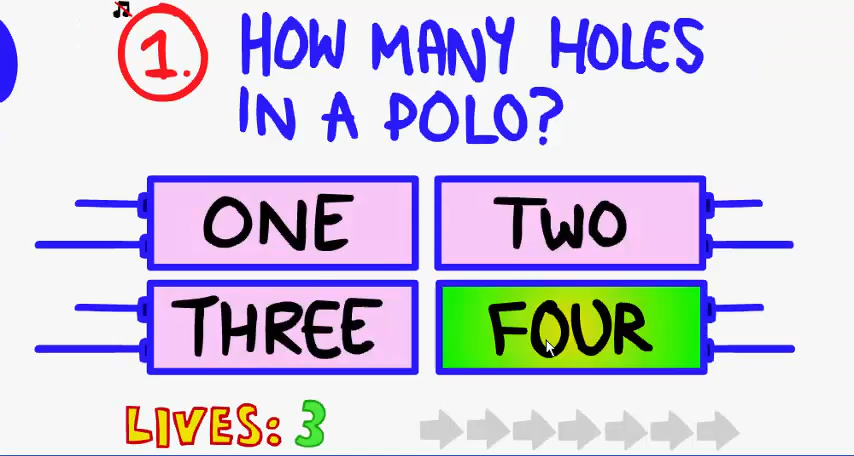 1. HOW MANY HOLES
IN A POLO?
ONE
TWO
THREE
FOUR
LIVES: 3